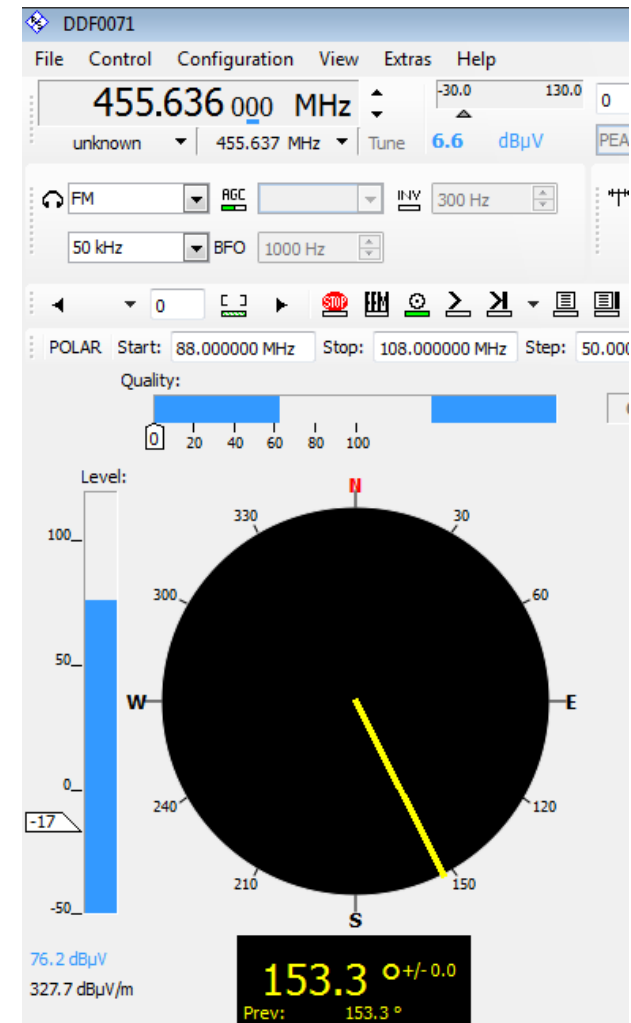 DDF0071
File Control Configuration View Extras Help
455.636 000 MHz -30.0 130.0 0
unknown 455.637 MHz Tune 6.6 dBµV PEA
FM AGC INV 300 Hz
50 kHz BFO 1000 Hz
0 STOP
POLAR Start: 88.000000 MHz Stop: 108.000000 MHz Step: 50.000
Quality:
0 20 40 60 80 100
Level:
N
330 30
100
300 60
50
W E
0
-17
240 120
210 150
-50
S
76.2 dBµV
327.7 dBµV/m
153.3 °+/- 0.0
Prev: 153.3 °